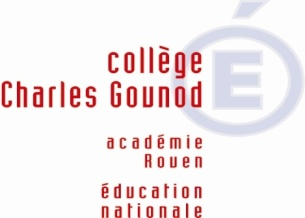 collège
Charles Gounod
É
académie
Rouen
éducation
nationale